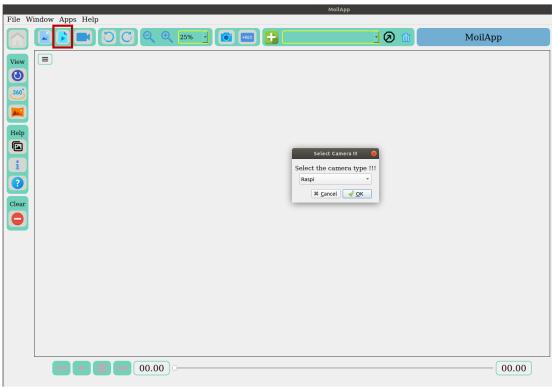 MoilApp
File Window Apps Help
25%
MoilApp
View
360°
Help
i
?
Clear
Select Camera !!!
Select the camera type !!!
Raspi
Cancel
OK
00.00
00.00